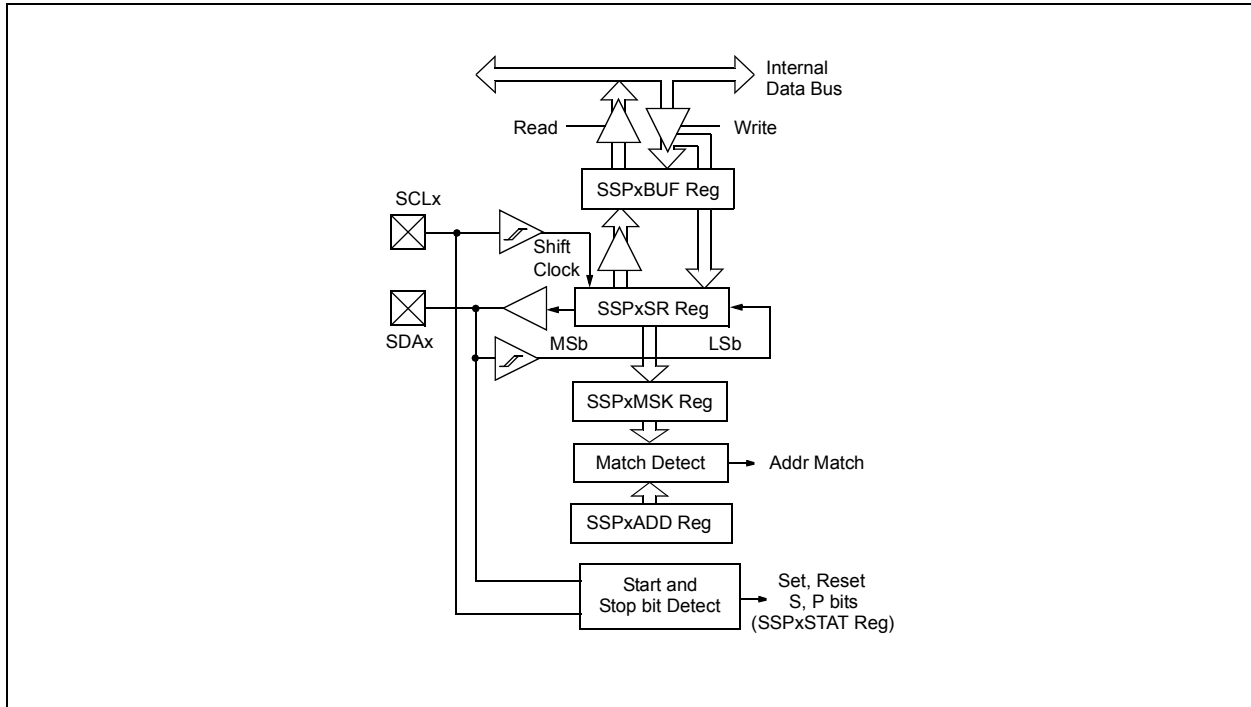 Internal
Data Bus
Read
Write
SSPxBUF Reg
SCLx
Shift
Clock
SSPxSR Reg
SDAx
MSb
LSb
SSPxMSK Reg
Match Detect
Addr Match
SSPxADD Reg
Start and
Stop bit Detect
Set, Reset
S, P bits
(SSPxSTAT Reg)